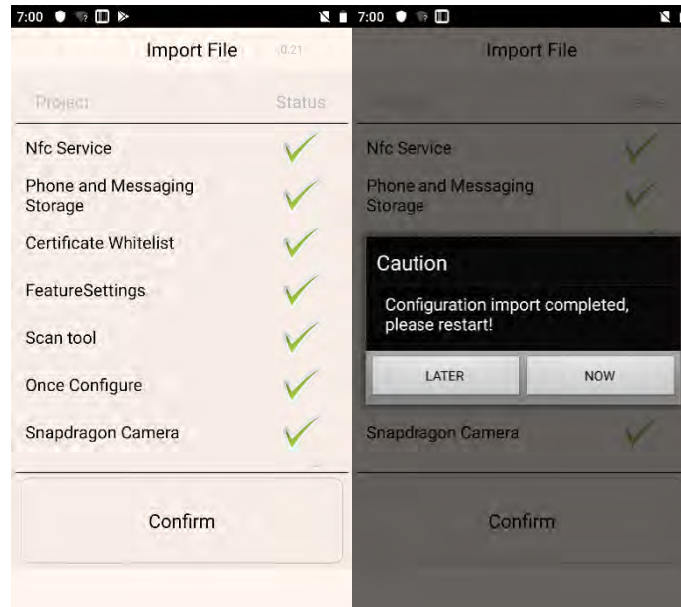 7:00
Import File 0.21
Project Status
Nfc Service
Phone and Messaging
Storage
Certificate Whitelist
FeatureSettings
Scan tool
Once Configure
Snapdragon Camera
Confirm
7:00
Import File
Nfc Service
Phone and Messaging
Storage
Caution
Configuration import completed,
please restart!
LATER NOW
Snapdragon Camera
Confirm